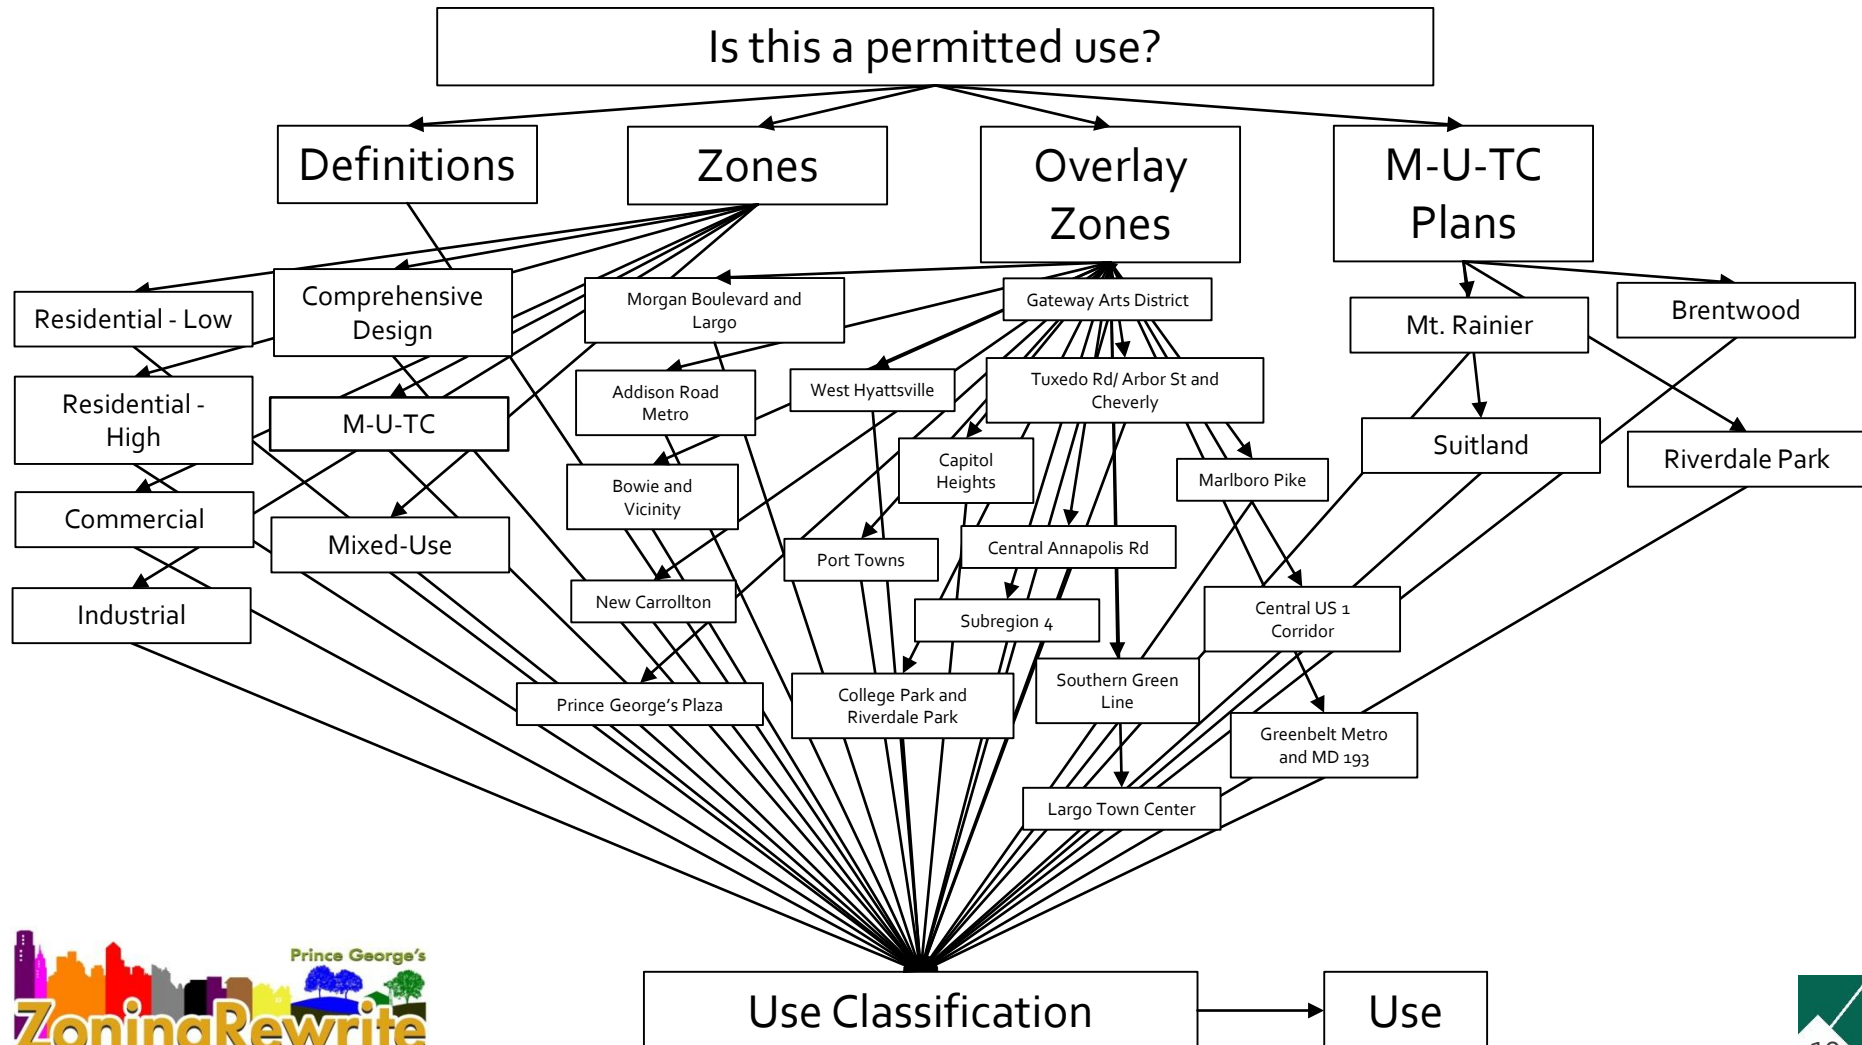 Is this a permitted use?
Definitions
Zones
Overlay
Zones
M-U-TC
Plans
Residential - Low
Comprehensive
Design
Morgan Boulevard and
Largo
Gateway Arts District
Mt. Rainier
Brentwood
Residential -
High
M-U-TC
Addison Road
Metro
West Hyattsville
Tuxedo Rd/ Arbor St and
Cheverly
Suitland
Riverdale Park
Commercial
Mixed-Use
Bowie and
Vicinity
Capitol
Heights
Marlboro Pike
Port Towns
Central Annapolis Rd
Industrial
New Carrollton
Subregion 4
Central US 1
Corridor
Prince George's Plaza
College Park and
Riverdale Park
Southern Green
Line
Greenbelt Metro
and MD 193
Largo Town Center
Prince George's
ZoningRewrite
Use Classification
Use